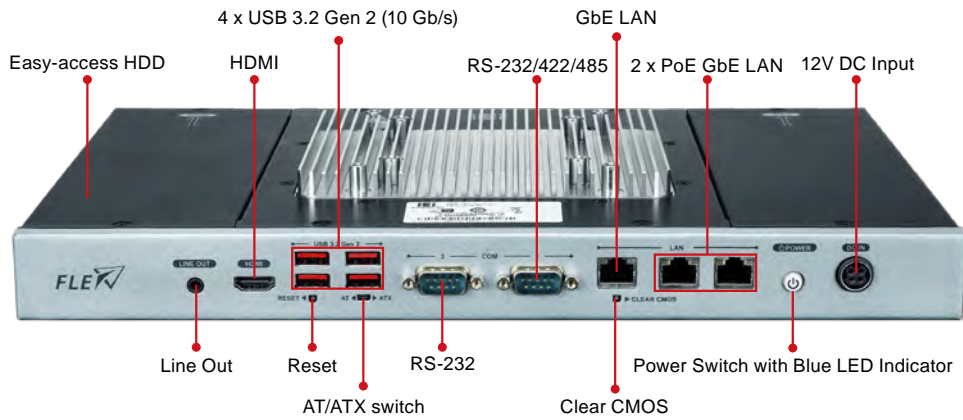 4 x USB 3.2 Gen 2 (10 Gb/s)
GbE LAN
Easy-access HDD
HDMI
RS-232/422/485
2 x PoE GbE LAN
12V DC Input
iEi
USB 3.2 Gen 2
LINE OUT
HDMI
2 COM
LAN
POWER
DC IN
FLEX
RESET
AT
ATX
CLEAR CMOS
Line Out
Reset
RS-232
Power Switch with Blue LED Indicator
AT/ATX switch
Clear CMOS